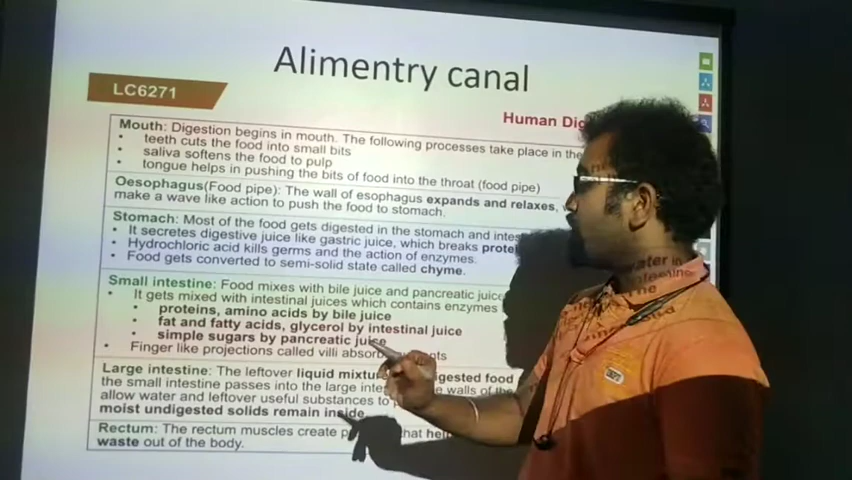 Alimentry canal
LC6271
Human Dig
Mouth: Digestion begins in mouth. The following processes take place in the
• teeth cuts the food into small bits
• saliva softens the food to pulp
• tongue helps in pushing the bits of food into the throat (food pipe)
Oesophagus(Food pipe): The wall of esophagus expands and relaxes,
make a wave like action to push the food to stomach.
Stomach: Most of the food gets digested in the stomach and
• It secretes digestive juice like gastric juice, which breaks
• Hydrochloric acid kills germs and the action of enzymes.
• Food gets converted to semi-solid state called chyme.
Small intestine: Food mixes with bile juice and pancreatic juice
• It gets mixed with intestinal juices which contains enzymes
• proteins, amino acids by bile juice
• fat and fatty acids, glycerol by intestinal juice
• simple sugars by pancreatic juice
• Finger like projections called villi
Large intestine: The leftover liquid food
the small intestine passes into the large walls of the
allow water and leftover useful substances to
moist undigested solids remain inside
Rectum: The rectum muscles create that
waste out of the body.